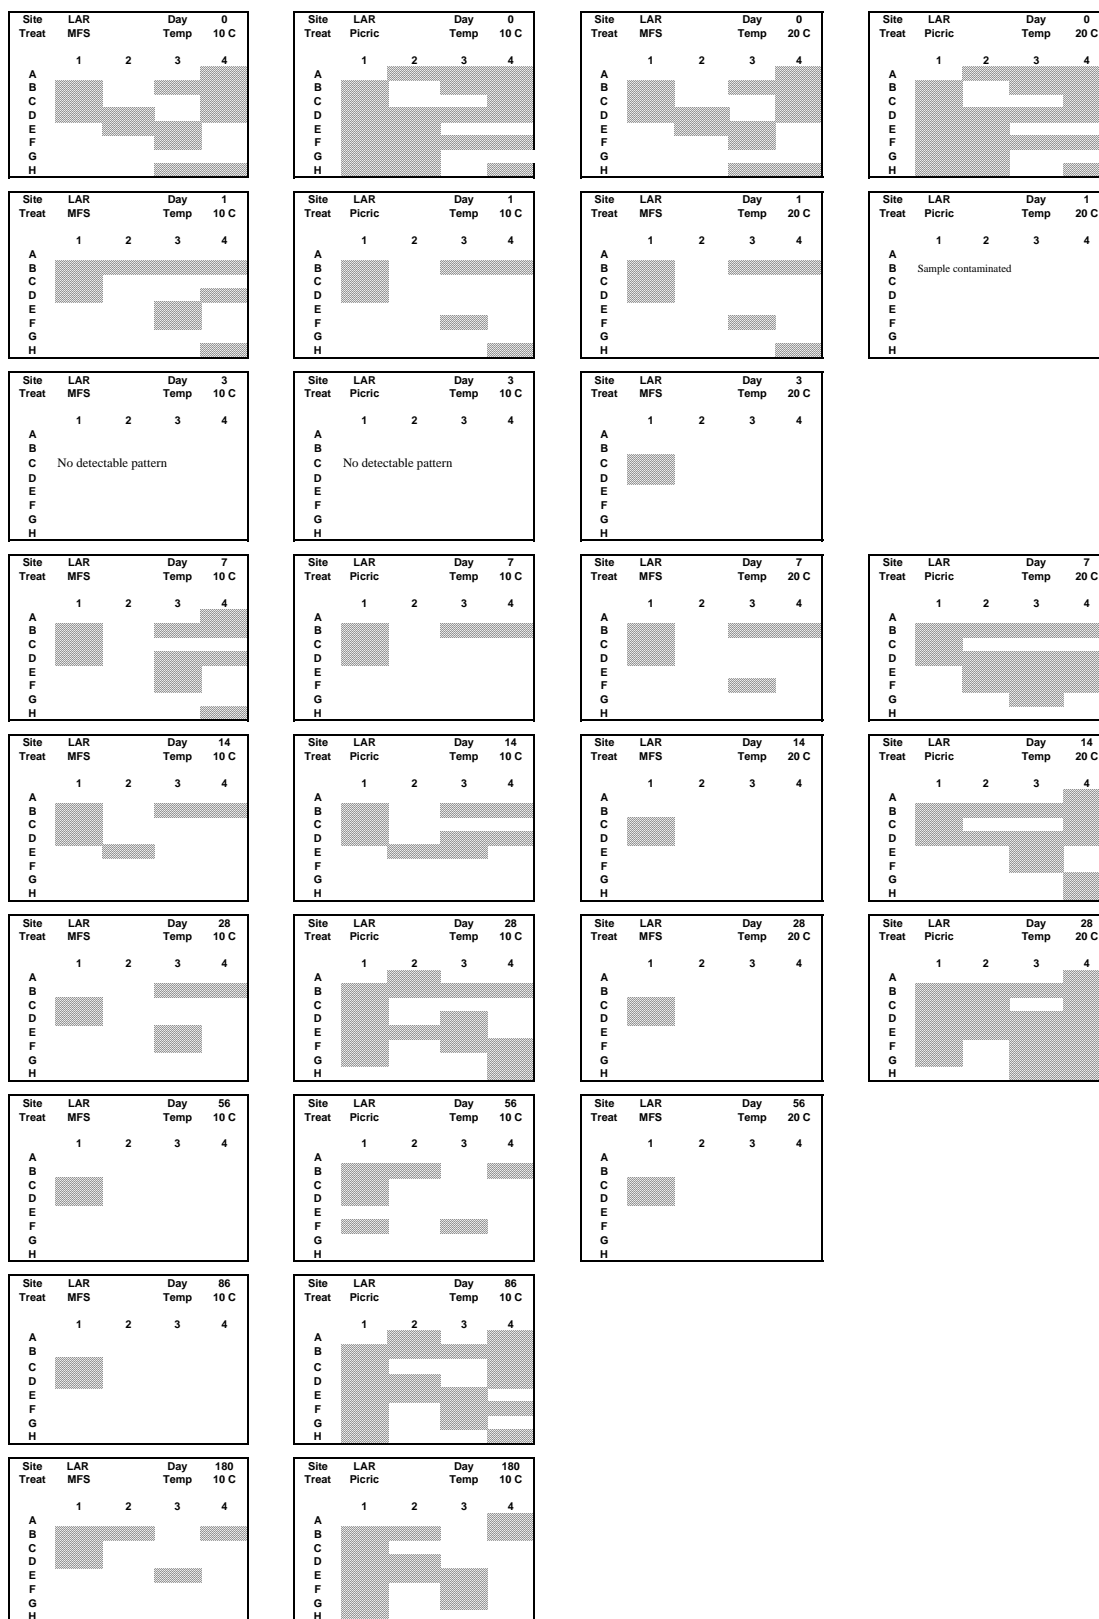 Site LAR Day 0
Treat MFS Temp 10 C
1 2 3 4
A
B
C
D
E
F
G
H
Site LAR Day 0
Treat Picric Temp 10 C
1 2 3 4
A
B
C
D
E
F
G
H
Site LAR Day 0
Treat MFS Temp 20 C
1 2 3 4
A
B
C
D
E
F
G
H
Site LAR Day 0
Treat Picric Temp 20 C
1 2 3 4
A
B
C
D
E
F
G
H
Site LAR Day 1
Treat MFS Temp 10 C
1 2 3 4
A
B
C
D
E
F
G
H
Site LAR Day 1
Treat Picric Temp 10 C
1 2 3 4
A
B
C
D
E
F
G
H
Site LAR Day 1
Treat MFS Temp 20 C
1 2 3 4
A
B
C
D
E
F
G
H
Site LAR Day 1
Treat Picric Temp 20 C
1 2 3 4
A
B Sample contaminated
C
D
E
F
G
H
Site LAR Day 3
Treat MFS Temp 10 C
1 2 3 4
A
B
C No detectable pattern
D
E
F
G
H
Site LAR Day 3
Treat Picric Temp 10 C
1 2 3 4
A
B
C No detectable pattern
D
E
F
G
H
Site LAR Day 3
Treat MFS Temp 20 C
1 2 3 4
A
B
C
D
E
F
G
H
Site LAR Day 7
Treat MFS Temp 10 C
1 2 3 4
A
B
C
D
E
F
G
H
Site LAR Day 7
Treat Picric Temp 10 C
1 2 3 4
A
B
C
D
E
F
G
H
Site LAR Day 7
Treat MFS Temp 20 C
1 2 3 4
A
B
C
D
E
F
G
H
Site LAR Day 7
Treat Picric Temp 20 C
1 2 3 4
A
B
C
D
E
F
G
H
Site LAR Day 14
Treat MFS Temp 10 C
1 2 3 4
A
B
C
D
E
F
G
H
Site LAR Day 14
Treat Picric Temp 10 C
1 2 3 4
A
B
C
D
E
F
G
H
Site LAR Day 14
Treat MFS Temp 20 C
1 2 3 4
A
B
C
D
E
F
G
H
Site LAR Day 14
Treat Picric Temp 20 C
1 2 3 4
A
B
C
D
E
F
G
H
Site LAR Day 28
Treat MFS Temp 10 C
1 2 3 4
A
B
C
D
E
F
G
H
Site LAR Day 28
Treat Picric Temp 10 C
1 2 3 4
A
B
C
D
E
F
G
H
Site LAR Day 28
Treat MFS Temp 20 C
1 2 3 4
A
B
C
D
E
F
G
H
Site LAR Day 28
Treat Picric Temp 20 C
1 2 3 4
A
B
C
D
E
F
G
H
Site LAR Day 56
Treat MFS Temp 10 C
1 2 3 4
A
B
C
D
E
F
G
H
Site LAR Day 56
Treat Picric Temp 10 C
1 2 3 4
A
B
C
D
E
F
G
H
Site LAR Day 56
Treat MFS Temp 20 C
1 2 3 4
A
B
C
D
E
F
G
H
Site LAR Day 86
Treat MFS Temp 10 C
1 2 3 4
A
B
C
D
E
F
G
H
Site LAR Day 86
Treat Picric Temp 10 C
1 2 3 4
A
B
C
D
E
F
G
H
Site LAR Day 180
Treat MFS Temp 10 C
1 2 3 4
A
B
C
D
E
F
G
H
Site LAR Day 180
Treat Picric Temp 10 C
1 2 3 4
A
B
C
D
E
F
G
H